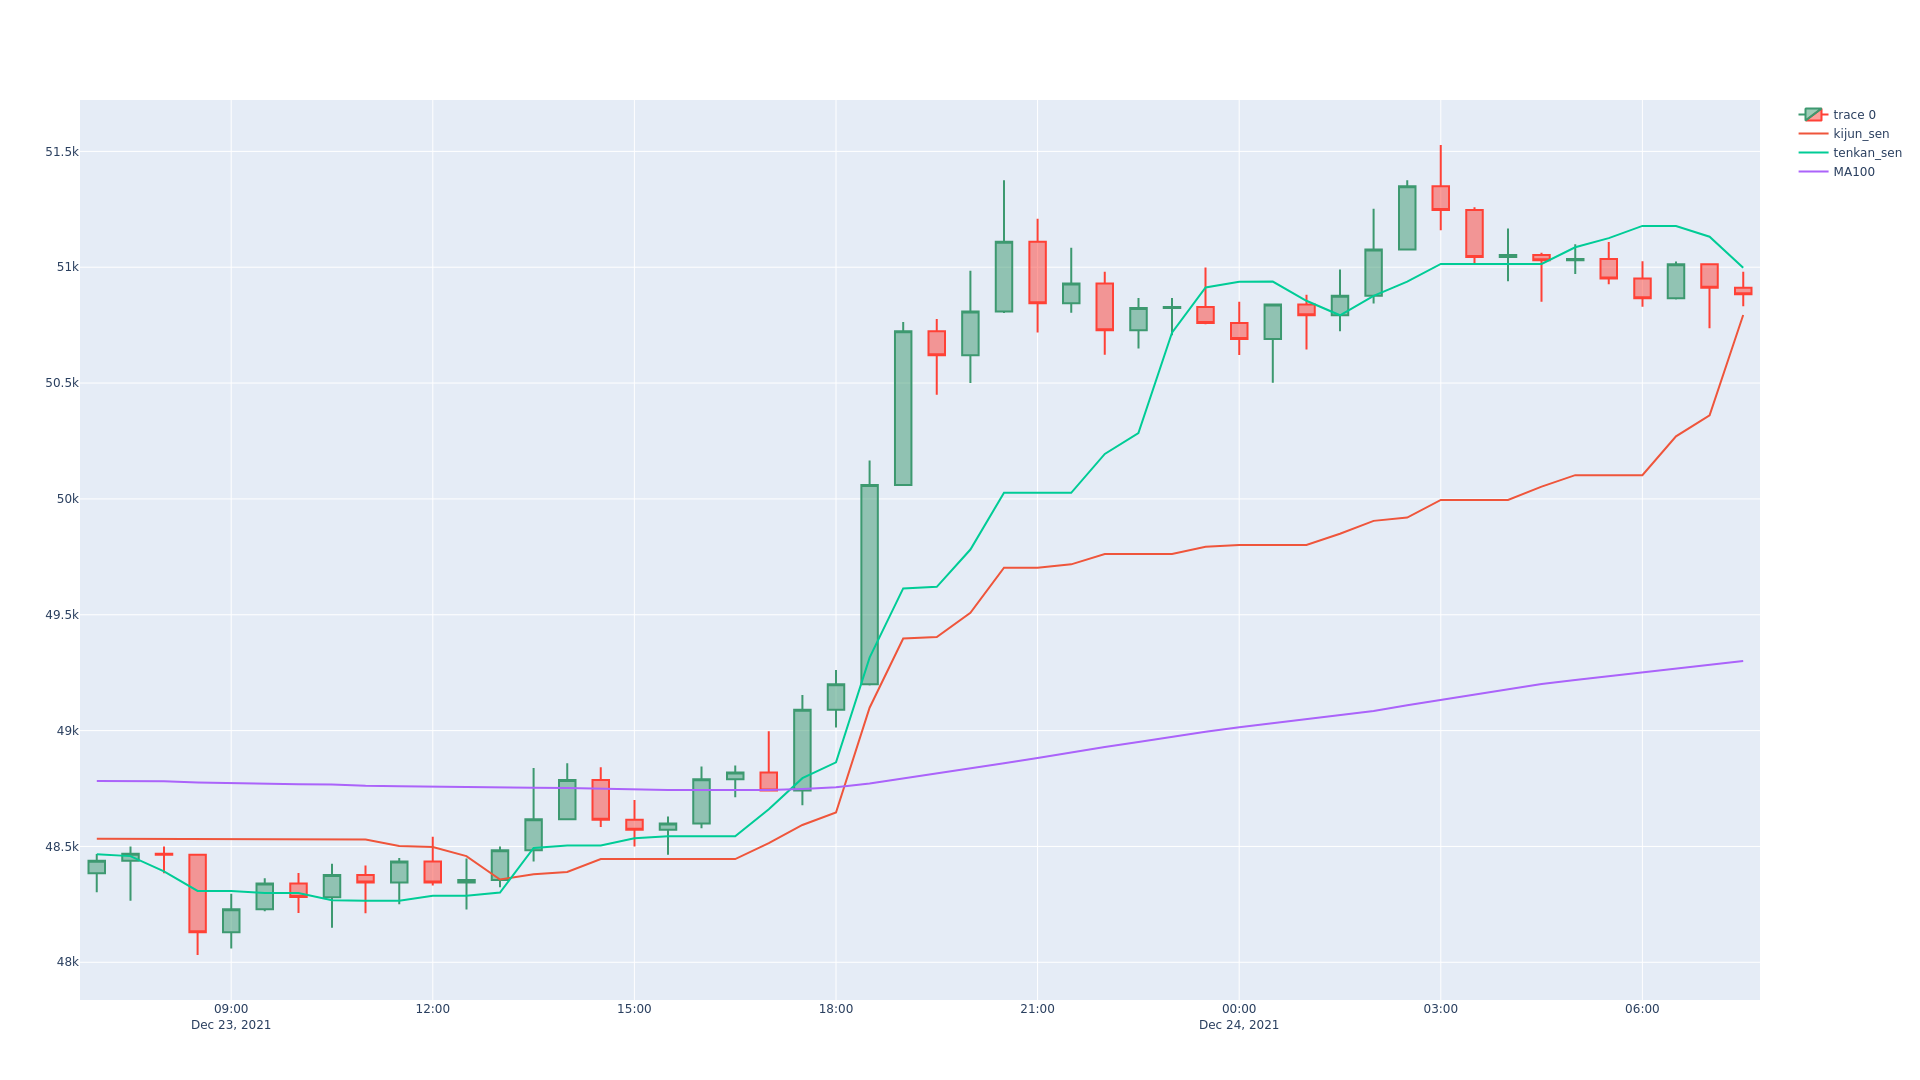 trace 0
kijun_sen
tenkan_sen
MA100
51.5k
51k
50.5k
50k
49.5k
49k
48.5k
48k
09:00 12:00 15:00 18:00 21:00 00:00 03:00 06:00
Dec 23, 2021 Dec 24, 2021